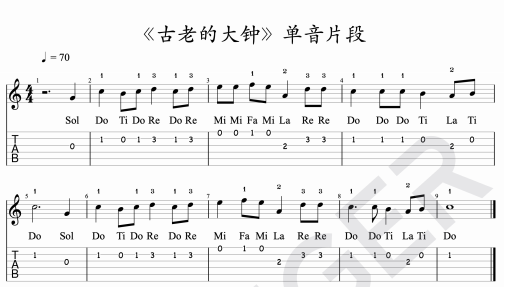 《古老的大钟》单音片段
♩ = 70
1 2 1 1 3 1 3 3 1 2 3 3 4 1 1 1 2
4 4
Sol Do Ti Do Re Do Re Mi Mi Fa Mi La Re Re Do Do Do Ti La Ti
0 1 0 1 3 1 3 0 0 1 0 2 3 3 1 1 1 0 2 0
5 1 6 1 1 3 1 3 7 1 2 3 3 8 1 1 2 9 1
Do Sol Do Ti Do Re Do Re Mi Fa Mi La Re Re Do Do Ti La Ti Do
1 0 1 0 1 3 1 3 0 1 0 2 3 3 1 1 0 2 0 1